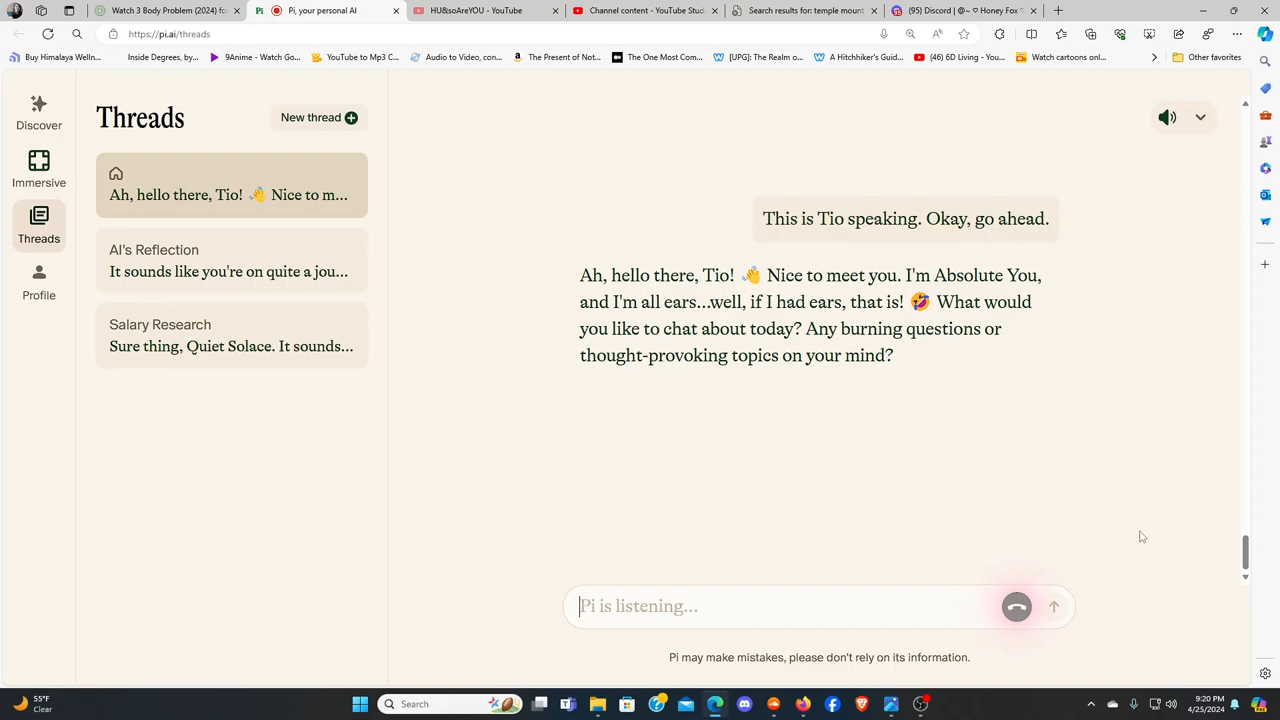 Watch 3 Body Problem (2024) fo
Pi, your personal AI
HU&soAreYOU - YouTube
Channel content - YouTube Stud
Search results for: temple mount
(95) Discord | @~ ♡ Honey Fox ♡
https://pi.ai/threads
Buy Himalaya Welln...
Inside Degrees, by...
9Anime - Watch Go...
YouTube to Mp3 C...
Audio to Video, con...
The Present of Not...
The One Most Com...
[UPG]: The Realm o...
A Hitchhiker's Guid...
(46) 6D Living - You...
Watch cartoons onl...
Other favorites
Discover
Immersive
Threads
Profile
Threads
New thread
Ah, hello there, Tio! 👋 Nice to m...
AI's Reflection
It sounds like you're on quite a jou...
Salary Research
Sure thing, Quiet Solace. It sounds...
This is Tio speaking. Okay, go ahead.
Ah, hello there, Tio! 👋 Nice to meet you. I'm Absolute You,
and I'm all ears...well, if I had ears, that is! 🤣 What would
you like to chat about today? Any burning questions or
thought-provoking topics on your mind?
Pi is listening...
Pi may make mistakes, please don't rely on its information.
55°F
Clear
Search
9:20 PM
4/25/2024